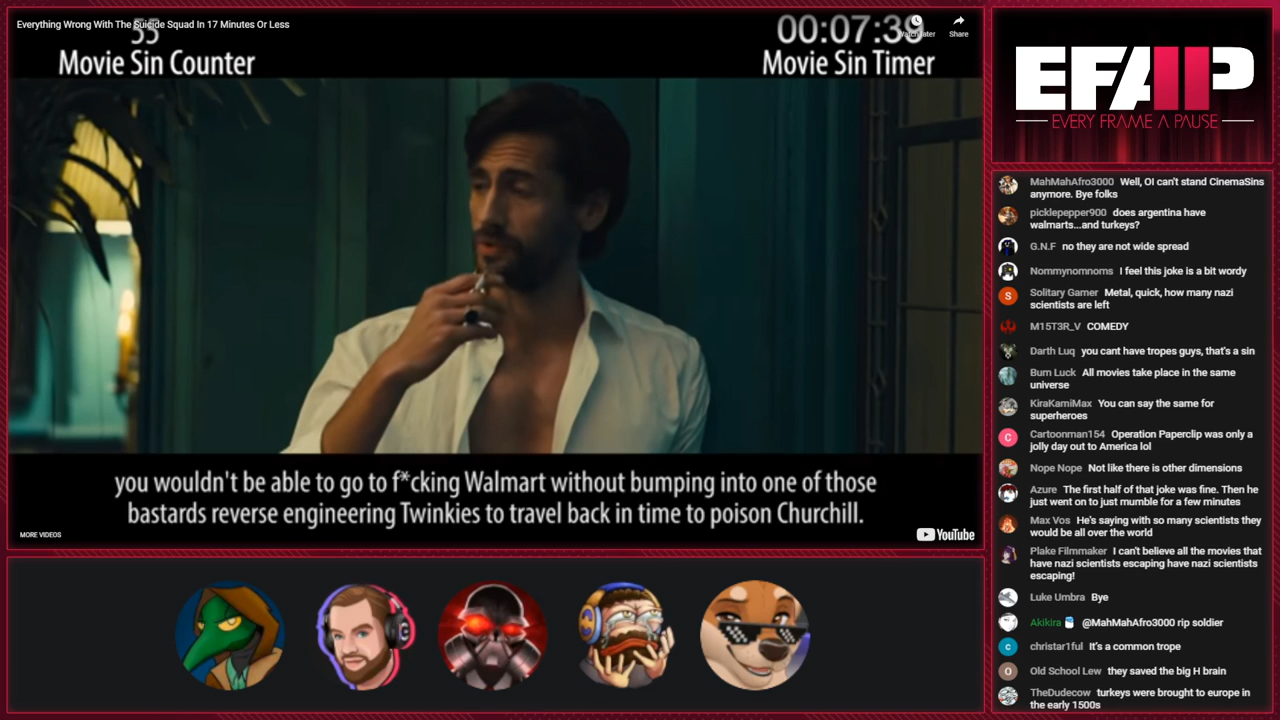 Everything Wrong With The Suicide Squad In 17 Minutes Or Less
55
Movie Sin Counter
00:07:39
Movie Sin Timer
Watch later
Share
you wouldn't be able to go to f*cking Walmart without bumping into one of those
bastards reverse engineering Twinkies to travel back in time to poison Churchill.
MORE VIDEOS
YouTube
EFAP
EVERY FRAME A PAUSE
MahMahAfro3000 Well, OI can't stand CinemaSins
anymore. Bye folks
picklepepper900 does argentina have
walmarts...and turkeys?
G.N.F no they are not wide spread
Nommynomnoms I feel this joke is a bit wordy
S
Solitary Gamer Metal, quick, how many nazi
scientists are left
M15T3R_V COMEDY
Darth Luq you cant have tropes guys, that's a sin
Burn Luck All movies take place in the same
universe
KiraKamiMax You can say the same for
superheroes
C
Cartoonman154 Operation Paperclip was only a
jolly day out to America lol
Nope Nope Not like there is other dimensions
Azure The first half of that joke was fine. Then he
just went on to just mumble for a few minutes
Max Vos He's saying with so many scientists they
would be all over the world
Plake Filmmaker I can't believe all the movies that
have nazi scientists escaping have nazi scientists
escaping!
Luke Umbra Bye
Akikira @MahMahAfro3000 rip soldier
c
christar1ful It's a common trope
O
Old School Lew they saved the big H brain
TheDudecow turkeys were brought to europe in
the early 1500s